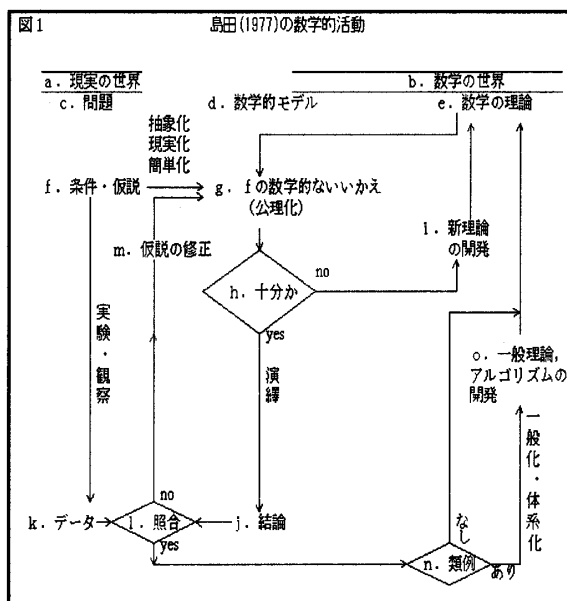 図1
島田(1977)の数学的活動
a．現実の世界
b．数学の世界
c．問題
d．数学的モデル
e．数学の理論
抽象化
現実化
簡単化
f．条件・仮説
g．fの数学的ないいかえ
(公理化)
m．仮説の修正
i．新理論
の開発
h．十分か
no
yes
実験・観察
演繹
o．一般理論,
アルゴリズムの
開発
一般化・体系化
no
k．データ
l．照合
j．結論
yes
なし
n．類例
あり